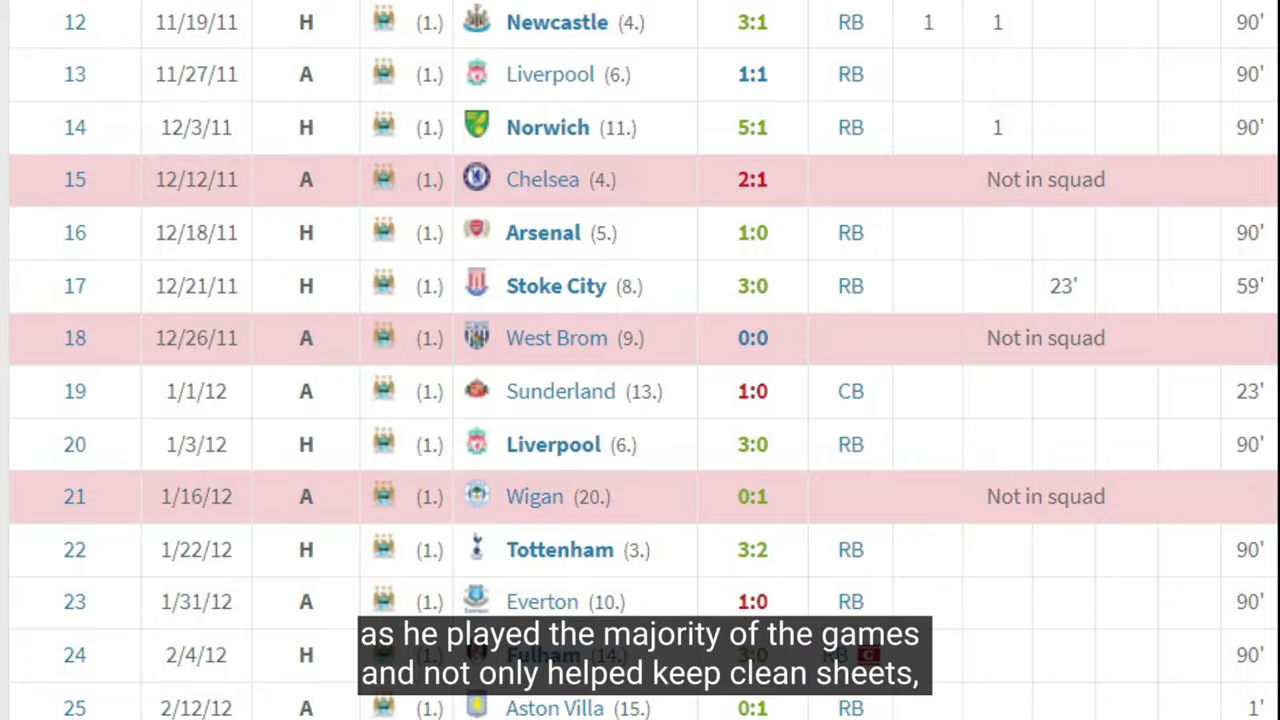 12 11/19/11 H (1.) Newcastle (4.) 3:1 RB 1 1 90'
13 11/27/11 A (1.) Liverpool (6.) 1:1 RB 90'
14 12/3/11 H (1.) Norwich (11.) 5:1 RB 1 90'
15 12/12/11 A (1.) Chelsea (4.) 2:1 Not in squad
16 12/18/11 H (1.) Arsenal (5.) 1:0 RB 90'
17 12/21/11 H (1.) Stoke City (8.) 3:0 RB 23' 59'
18 12/26/11 A (1.) West Brom (9.) 0:0 Not in squad
19 1/1/12 A (1.) Sunderland (13.) 1:0 CB 23'
20 1/3/12 H (1.) Liverpool (6.) 3:0 RB 90'
21 1/16/12 A (1.) Wigan (20.) 0:1 Not in squad
22 1/22/12 H (1.) Tottenham (3.) 3:2 RB 90'
23 1/31/12 A (1.) Everton (10.) 1:0 RB 90'
as he played the majority of the games
24 2/4/12 H (1.) Fulham (14.) 3:0 RB C 90'
and not only helped keep clean sheets,
25 2/12/12 A (1.) Aston Villa (15.) 0:1 RB 1'